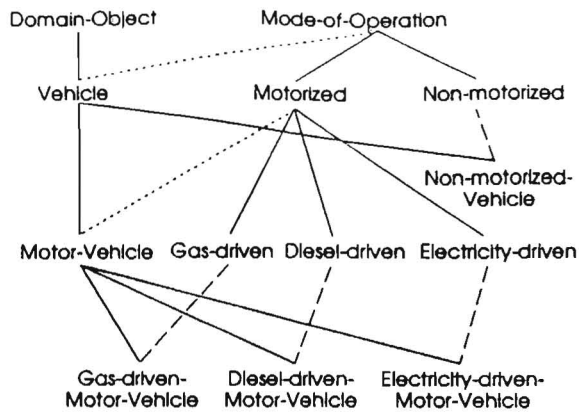 Domain-Object
Mode-of-Operation
Vehicle
Motorized
Non-motorized
Non-motorized-
Vehicle
Motor-Vehicle
Gas-driven
Diesel-driven
Electricity-driven
Gas-driven-
Motor-Vehicle
Diesel-driven-
Motor-Vehicle
Electricity-driven-
Motor-Vehicle